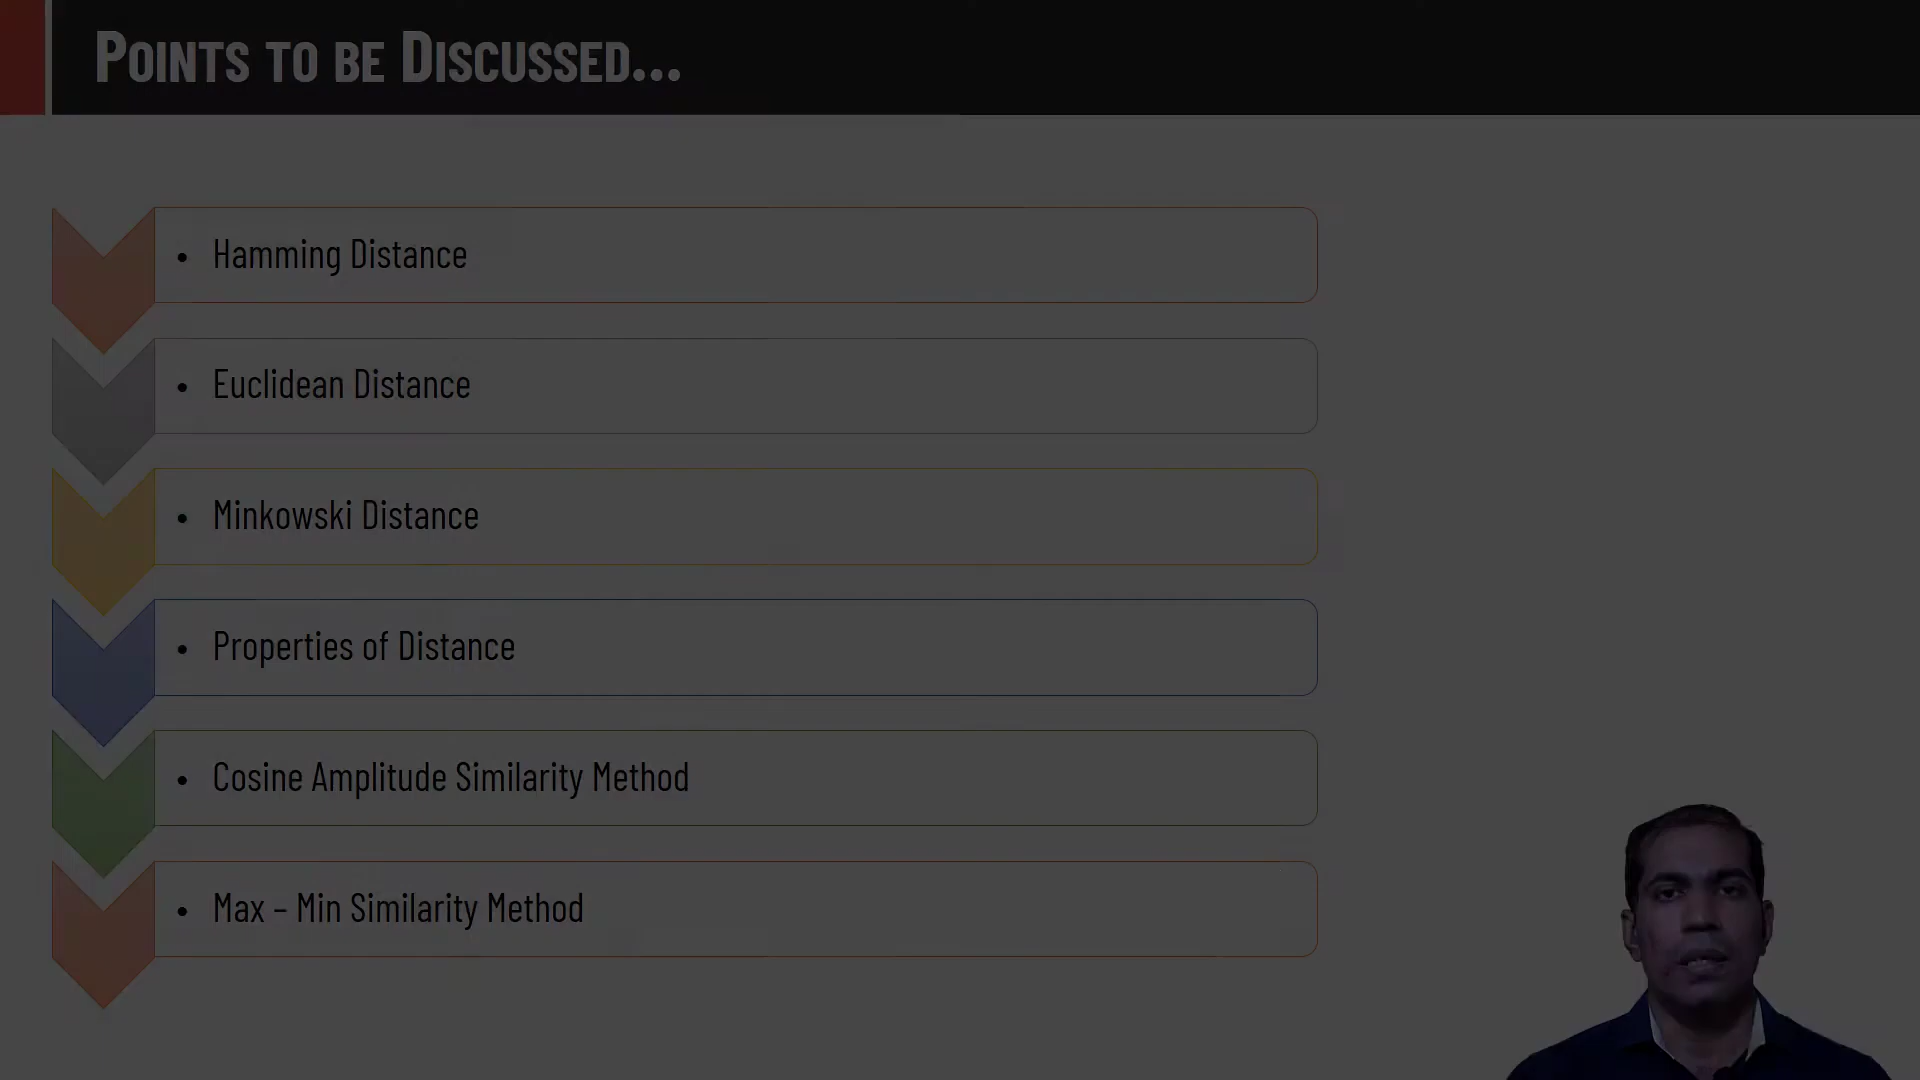 Points to be Discussed...
• Hamming Distance
• Euclidean Distance
• Minkowski Distance
• Properties of Distance
• Cosine Amplitude Similarity Method
• Max – Min Similarity Method